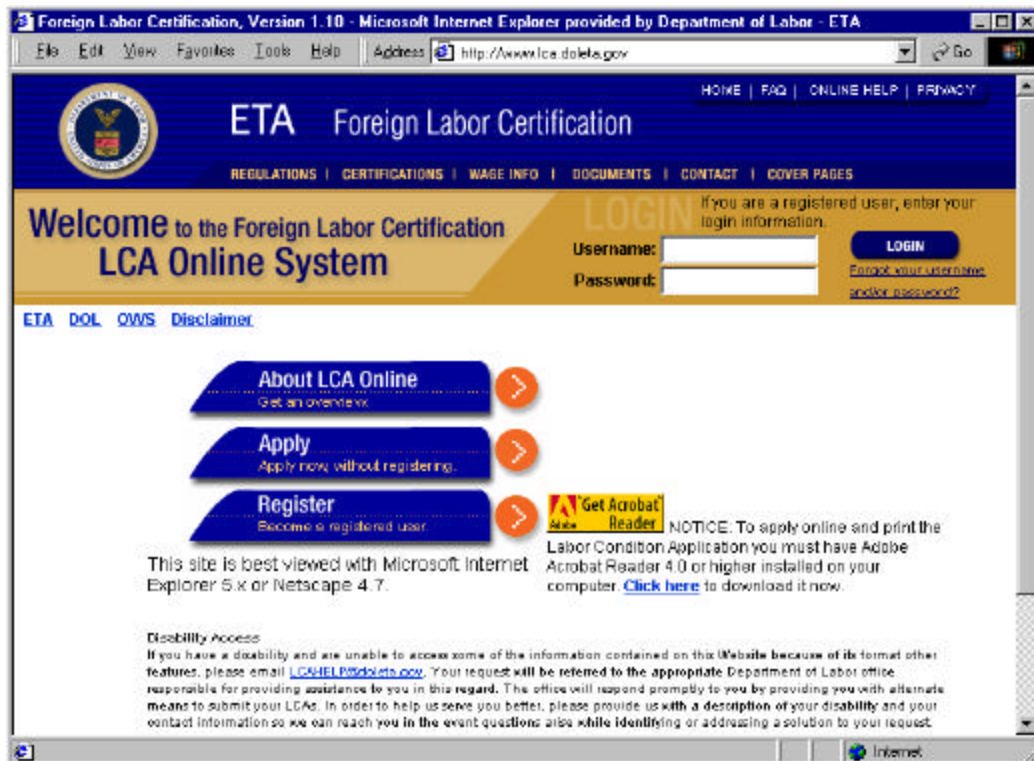 Foreign Labor Certification, Version 1.10 - Microsoft Internet Explorer provided by Department of Labor - ETA
File Edit View Favorites Tools Help Address http://www.lca.doleta.gov Go
HOME | FAQ | ONLINE HELP | PRIVACY
ETA Foreign Labor Certification
REGULATIONS | CERTIFICATIONS | WAGE INFO | DOCUMENTS | CONTACT | COVER PAGES
Welcome to the Foreign Labor Certification
LCA Online System
LOGIN
If you are a registered user, enter your
login information.
Username:
Password:
LOGIN
Forgot your username
and/or password?
ETA DOL OWS Disclaimer
About LCA Online
Get an overview.
Apply
Apply now, without registering.
Register
Become a registered user.
This site is best viewed with Microsoft Internet
Explorer 5.x or Netscape 4.7.
Adobe Get Acrobat Reader
NOTICE: To apply online and print the
Labor Condition Application you must have Adobe
Acrobat Reader 4.0 or higher installed on your
computer. Click here to download it now.
Disability Access
If you have a disability and are unable to access some of the information contained on this Website because of its format other
features, please email LCAHELP@doleta.gov. Your request will be referred to the appropriate Department of Labor office
responsible for providing assistance to you in this regard. The office will respond promptly to you by providing you with alternate
means to submit your LCAs. In order to help us serve you better, please provide us with a description of your disability and your
contact information so we can reach you in the event questions arise while identifying or addressing a solution to your request.
Internet